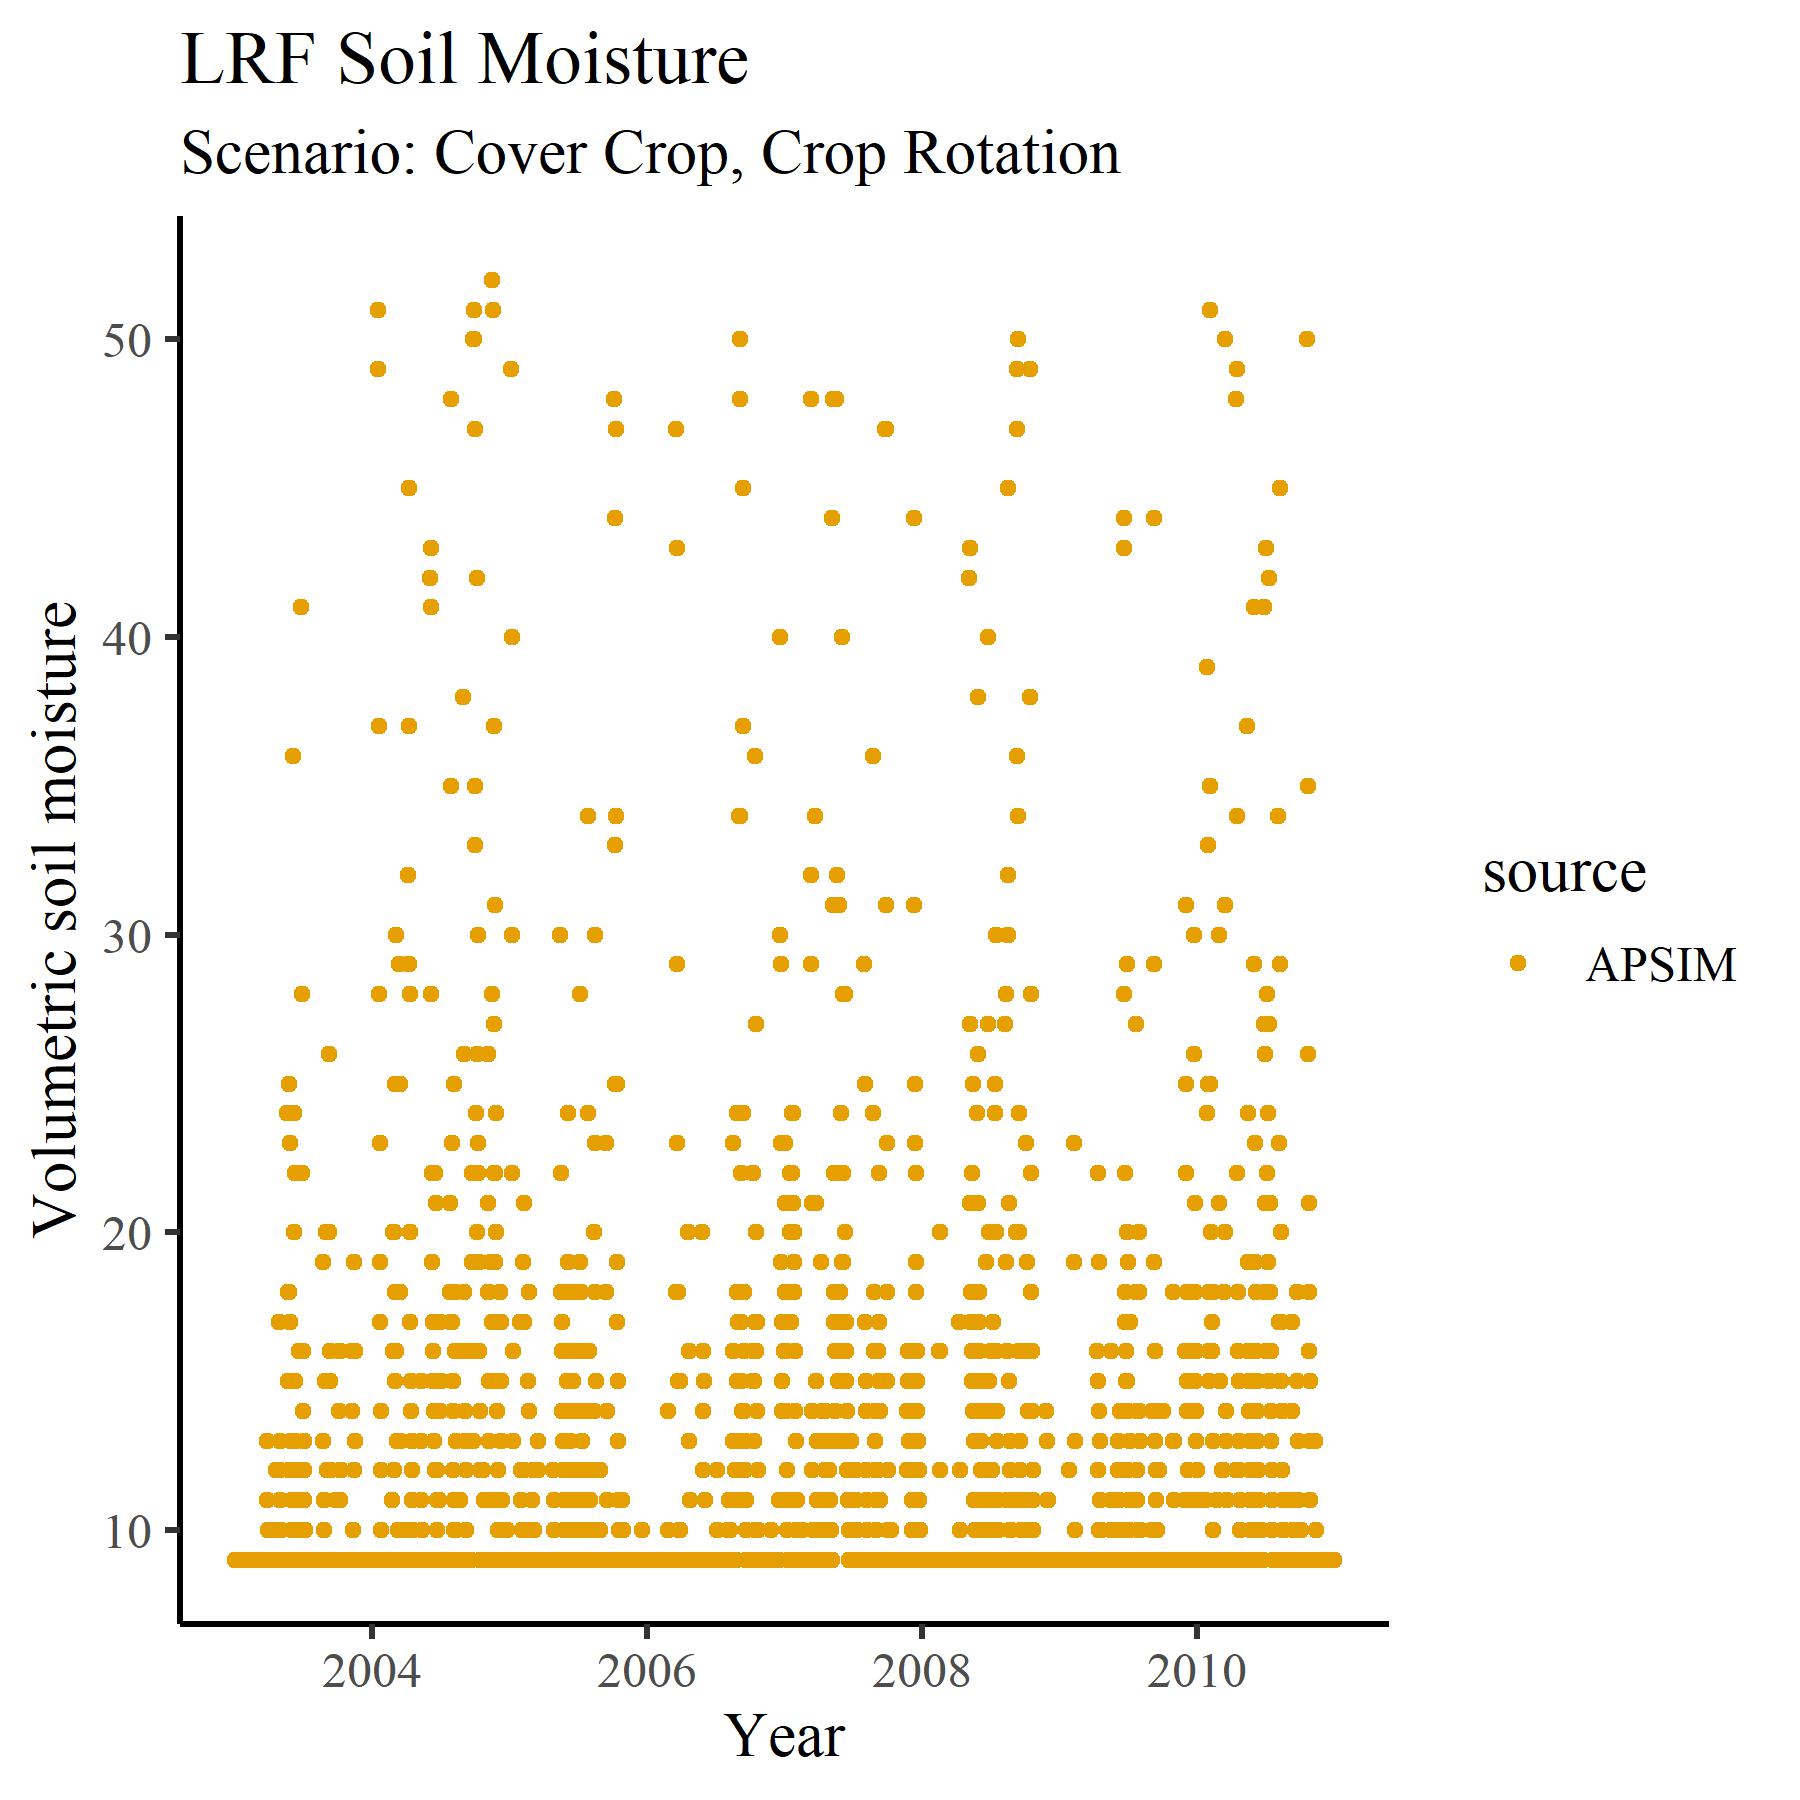 LRF Soil Moisture
Scenario: Cover Crop, Crop Rotation
Volumetric soil moisture
50
40
30
20
10
2004 2006 2008 2010
Year
source
APSIM